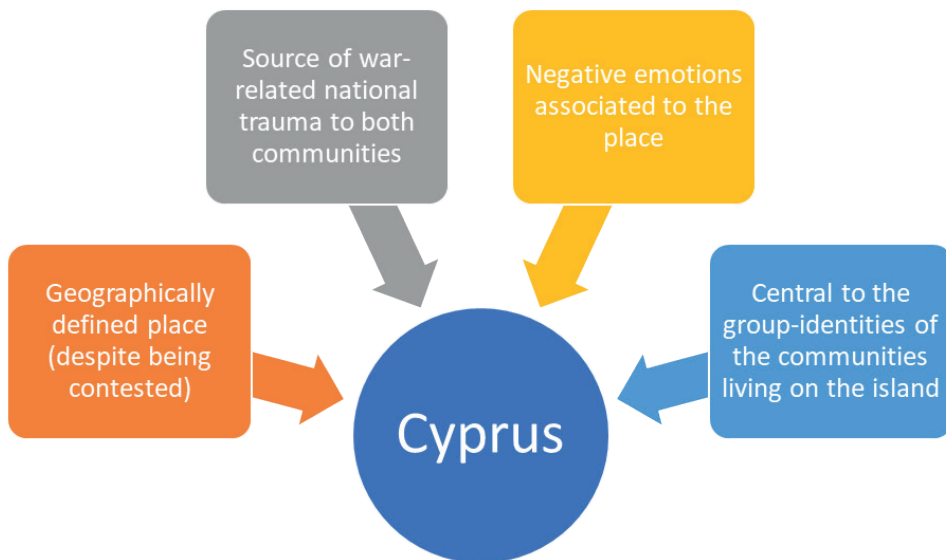 Source of war-
related national
trauma to both
communities
Negative emotions
associated to the
place
Geographically
defined place
(despite being
contested)
Central to the
group-identities of
the communities
living on the island
Cyprus